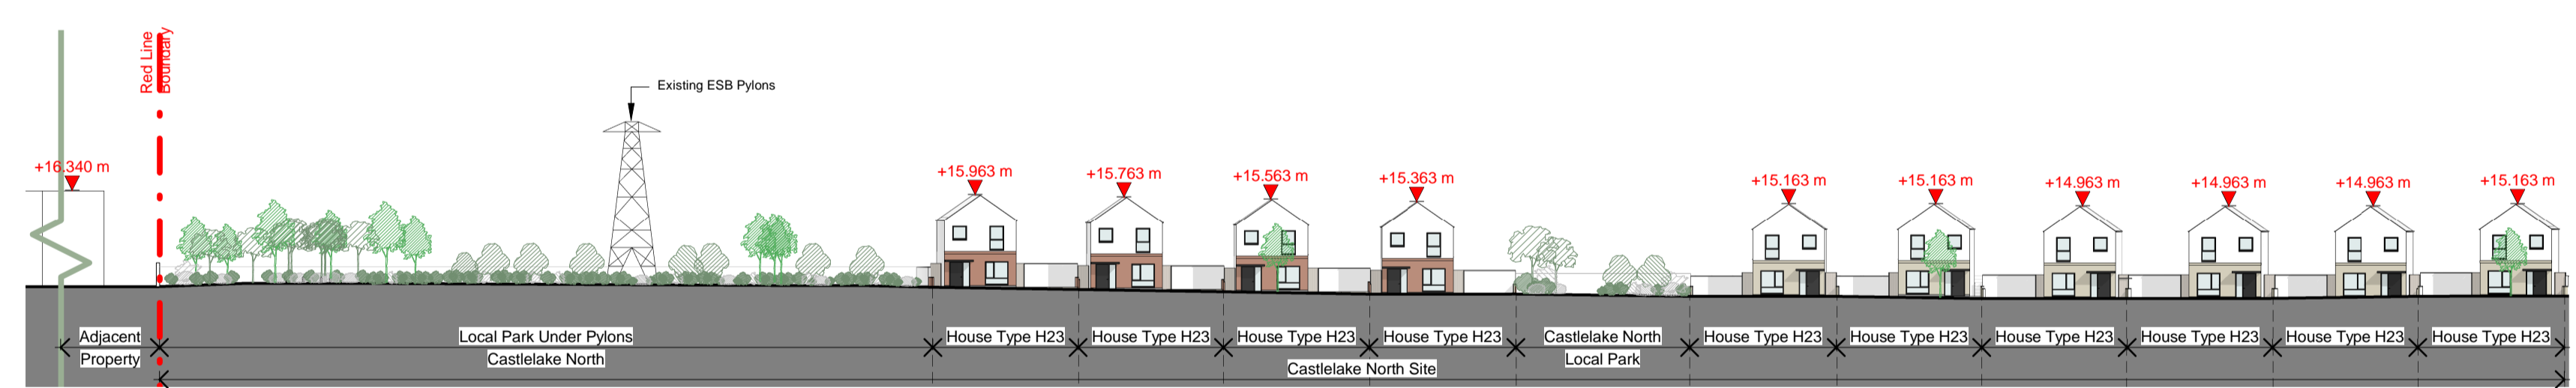 Red Line
Boundary
Existing ESB Pylons
+16.340 m
+15.963 m
+15.763 m
+15.563 m
+15.363 m
+15.163 m
+15.163 m
+14.963 m
+14.963 m
+14.963 m
+15.163 m
Adjacent
Property
Local Park Under Pylons
Castlelake North
House Type H23
House Type H23
House Type H23
House Type H23
Castlelake North
Local Park
House Type H23
House Type H23
House Type H23
House Type H23
House Type H23
House Type H23
Castlelake North Site